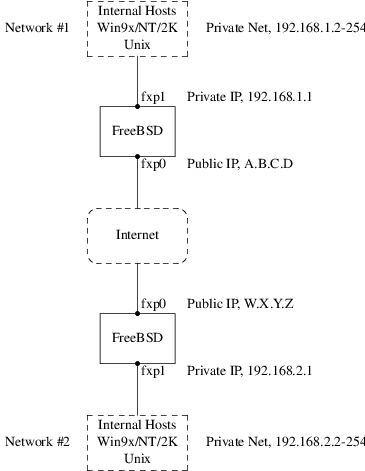 Internal Hosts
Network #1 Win9x/NT/2K Private Net, 192.168.1.2-254
Unix
fxp1 Private IP, 192.168.1.1
FreeBSD
fxp0 Public IP, A.B.C.D
Internet
fxp0 Public IP, W.X.Y.Z
FreeBSD
fxp1 Private IP, 192.168.2.1
Internal Hosts
Network #2 Win9x/NT/2K Private Net, 192.168.2.2-254
Unix